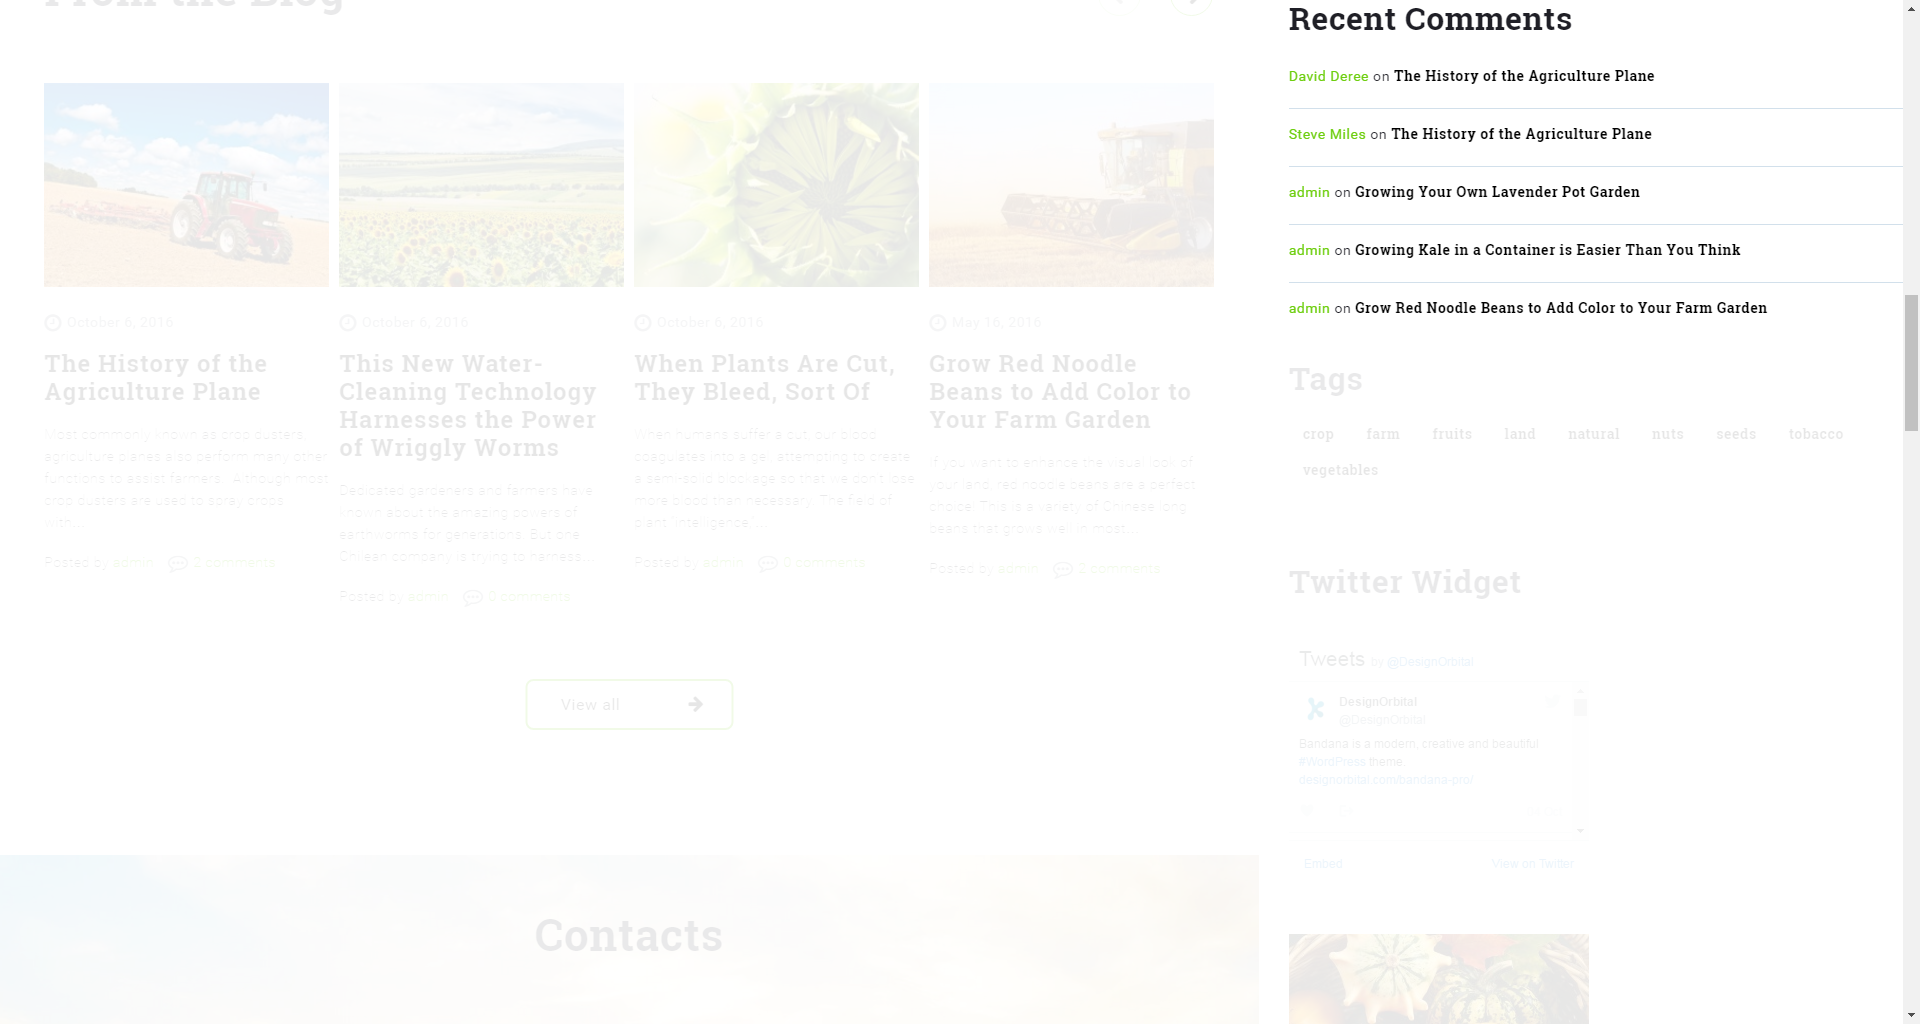 From the Blog
October 6, 2016
The History of the
Agriculture Plane
Most commonly known as crop dusters,
agriculture planes also perform many other
functions to assist farmers. Although most
crop dusters are used to spray crops
with...
Posted by admin 2 comments
October 6, 2016
This New Water-
Cleaning Technology
Harnesses the Power
of Wriggly Worms
Dedicated gardeners and farmers have
known about the amazing powers of
earthworms for generations. But one
Chilean company is trying to harness...
Posted by admin 0 comments
October 6, 2016
When Plants Are Cut,
They Bleed, Sort Of
When humans suffer a cut, our blood
coagulates into a gel, attempting to create
a semi-solid blockage so that we don't lose
more blood than necessary. The field of
plant "intelligence"...
Posted by admin 0 comments
May 16, 2016
Grow Red Noodle
Beans to Add Color to
Your Farm Garden
If you want to enhance the visual look of
your land, red noodle beans are a perfect
choice! This is a variety of Chinese long
beans that grows well in most...
Posted by admin 2 comments
View all
Contacts
Recent Comments
David Deree on The History of the Agriculture Plane
Steve Miles on The History of the Agriculture Plane
admin on Growing Your Own Lavender Pot Garden
admin on Growing Kale in a Container is Easier Than You Think
admin on Grow Red Noodle Beans to Add Color to Your Farm Garden
Tags
crop farm fruits land natural nuts seeds tobacco
vegetables
Twitter Widget
Tweets by @DesignOrbital
DesignOrbital
@DesignOrbital
Bandana is a modern, creative and beautiful
#WordPress theme.
designorbital.com/bandana-pro/
Embed View on Twitter